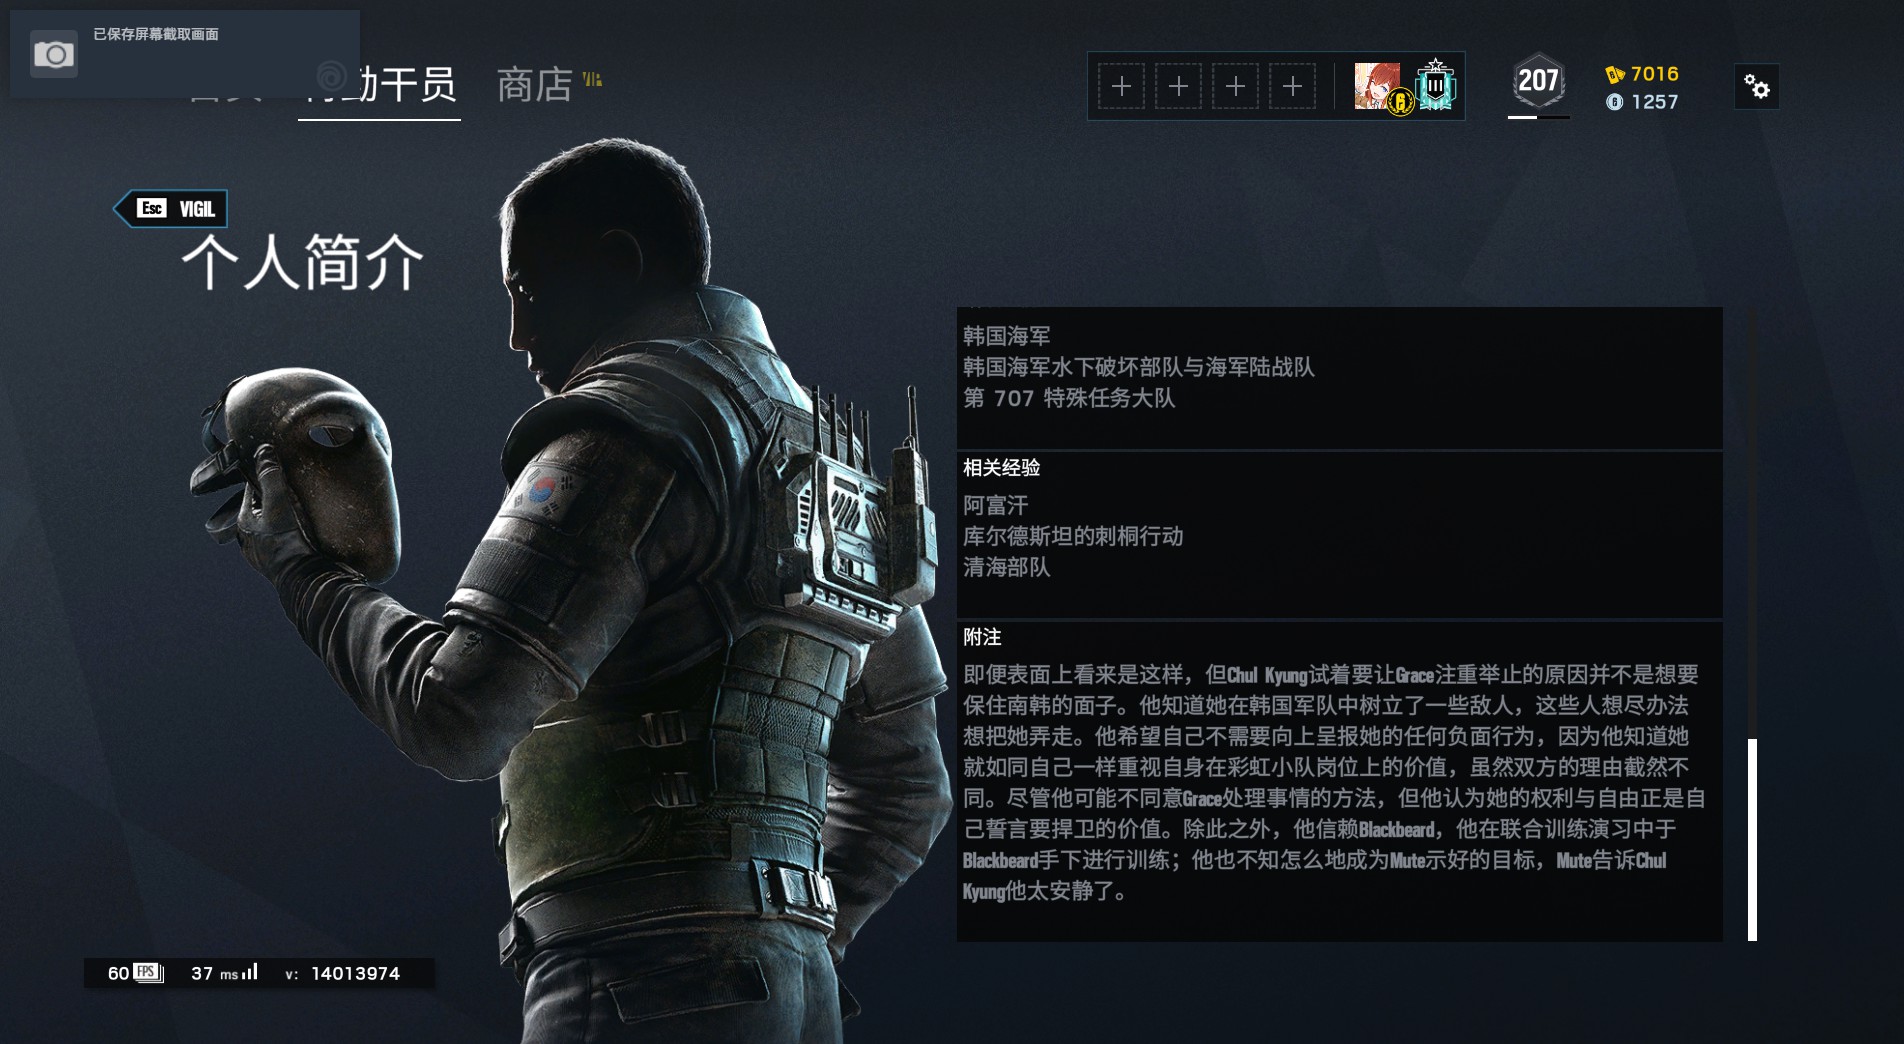 已保存屏幕截取画面
动干员
商店
207
7016
1257
Esc VIGIL
个人简介
韩国海军
韩国海军水下破坏部队与海军陆战队
第 707 特殊任务大队
相关经验
阿富汗
库尔德斯坦的刺桐行动
清海部队
附注
即便表面上看来是这样，但Chul Kyung试着要让Grace注重举止的原因并不是想要
保住南韩的面子。他知道她在韩国军队中树立了一些敌人，这些人想尽办法
想把她弄走。他希望自己不需要向上呈报她的任何负面行为，因为他知道她
就如同自己一样重视自身在彩虹小队岗位上的价值，虽然双方的理由截然不
同。尽管他可能不同意Grace处理事情的方法，但他认为她的权利与自由正是自
己誓言要捍卫的价值。除此之外，他信赖Blackbeard，他在联合训练演习中于
Blackbeard手下进行训练；他也不知怎么地成为Mute示好的目标，Mute告诉Chul
Kyung他太安静了。
60 FPS 37 ms v: 14013974